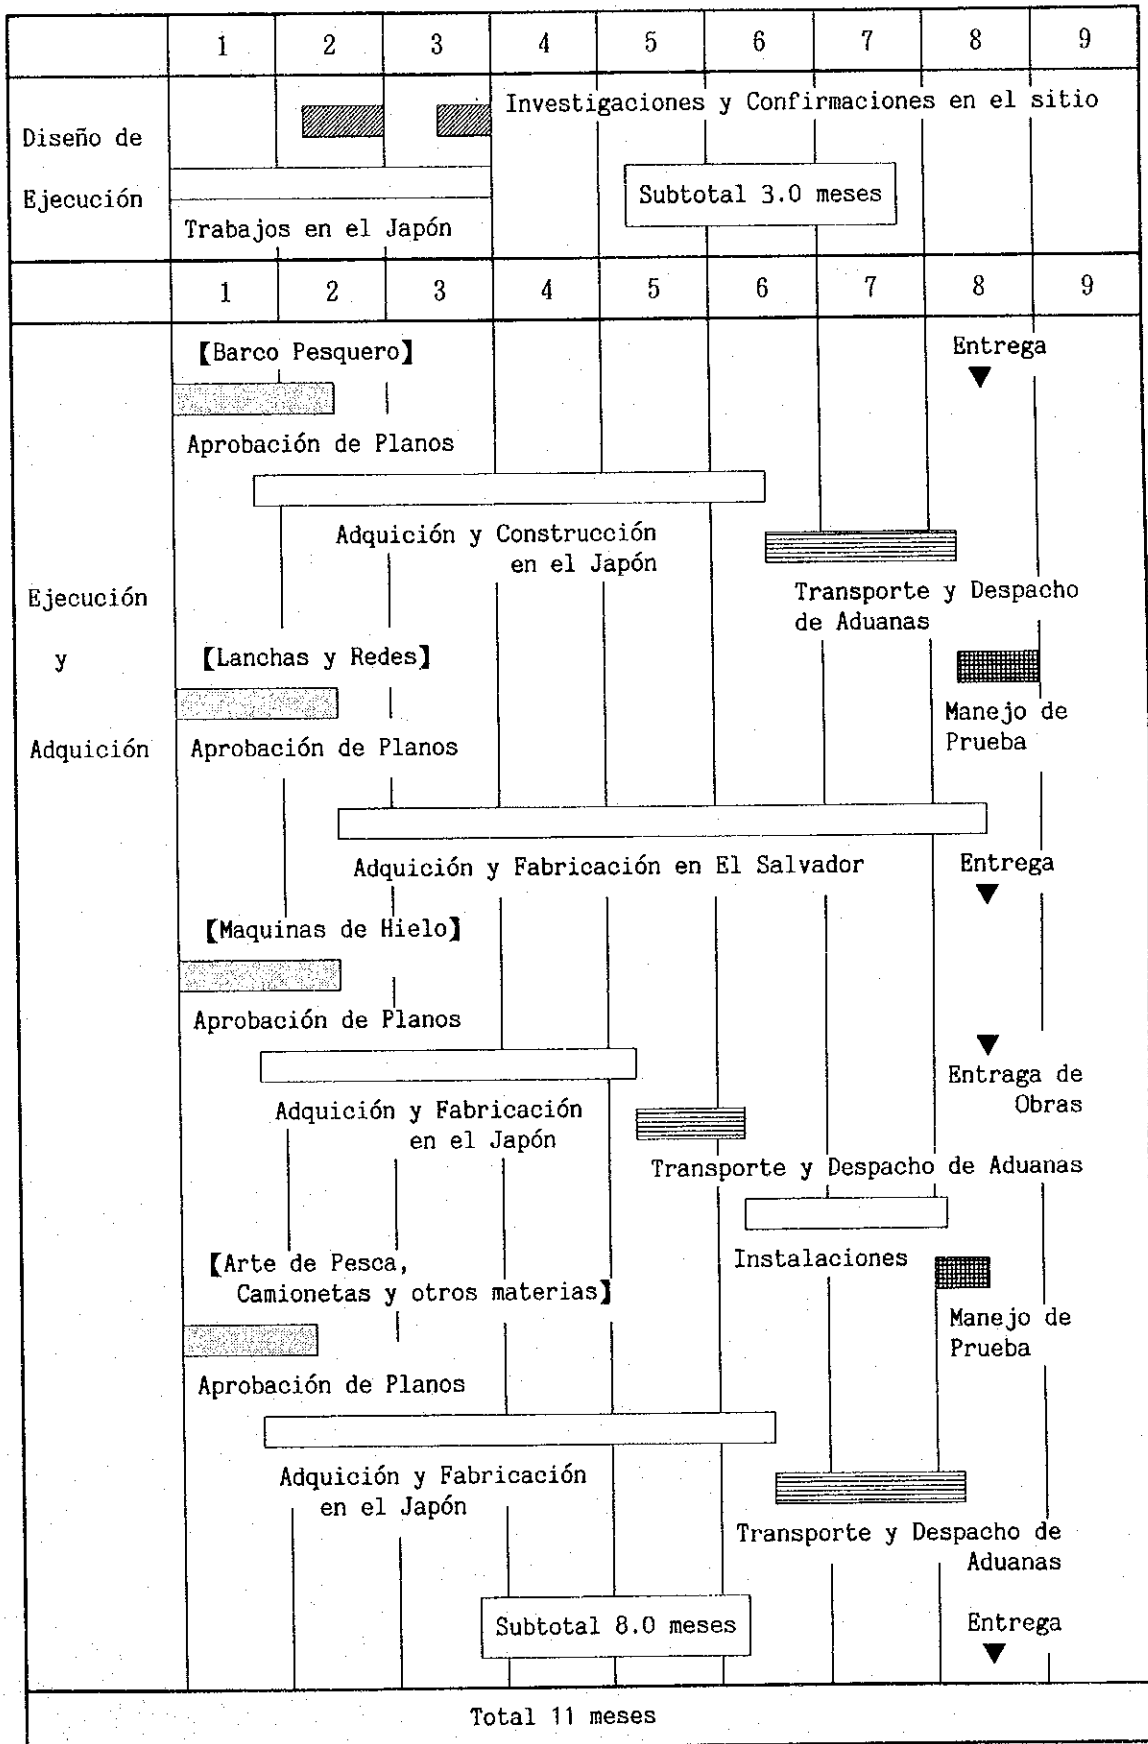 1 2 3 4 5 6 7 8 9
Diseño de
Ejecución
Investigaciones y Confirmaciones en el sitio
Subtotal 3.0 meses
Trabajos en el Japón
1 2 3 4 5 6 7 8 9
Ejecución
y
Adquición
【Barco Pesquero】
Entrega
Aprobación de Planos
Adquición y Construcción
en el Japón
Transporte y Despacho
de Aduanas
【Lanchas y Redes】
Manejo de
Prueba
Aprobación de Planos
Adquición y Fabricación en El Salvador
Entrega
【Maquinas de Hielo】
Aprobación de Planos
Entraga de
Obras
Adquición y Fabricación
en el Japón
Transporte y Despacho de Aduanas
Instalaciones
【Arte de Pesca,
Camionetas y otros materias】
Manejo de
Prueba
Aprobación de Planos
Adquición y Fabricación
en el Japón
Transporte y Despacho de
Aduanas
Subtotal 8.0 meses
Entrega
Total 11 meses